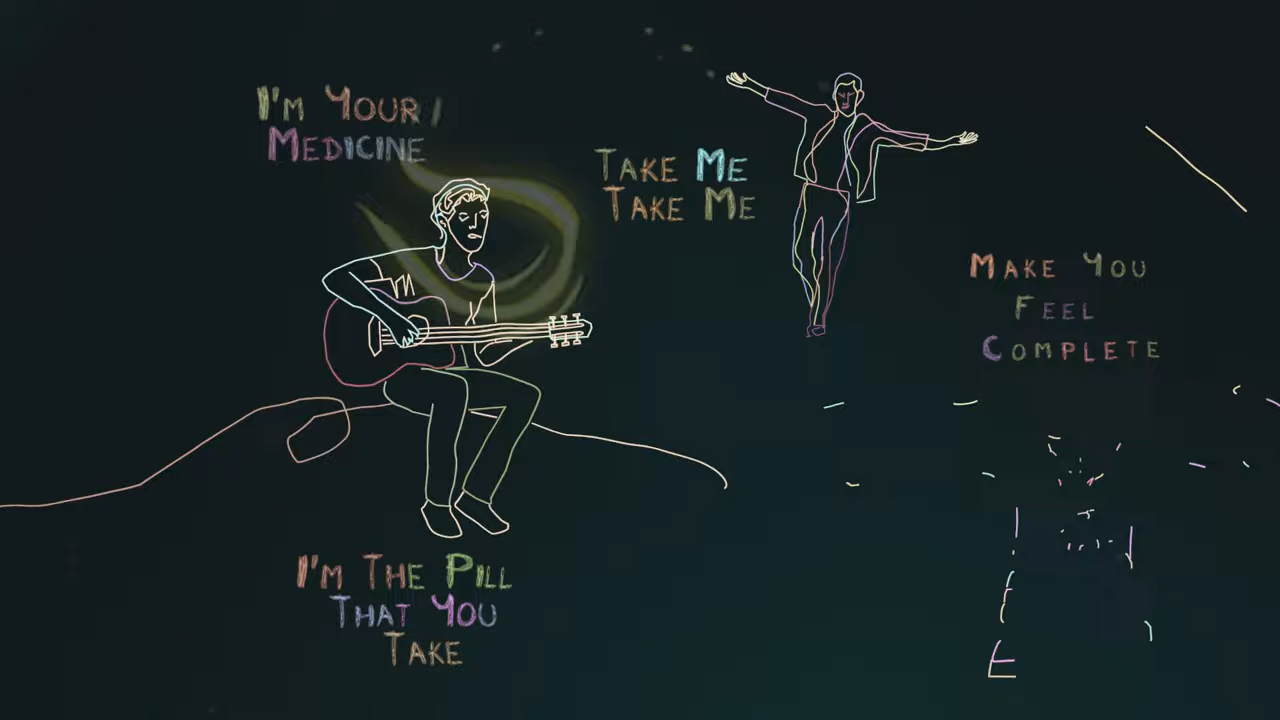 I'm Your
Medicine
Take Me
Take Me
Make You
Feel
Complete
I'm The Pill
That You
Take